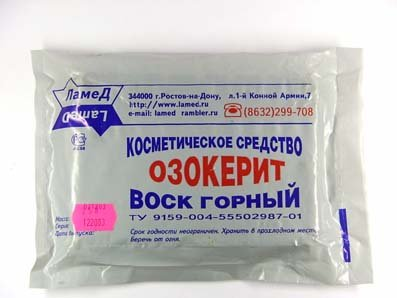 ЛамеД
LameD
344000 г.Ростов-на-Дону, л.1-й Конной Армии,7
http://www.lamed.ru
e-mail: lamed rambler.ru ☎(8632)299-708
КОСМЕТИЧЕСКОЕ СРЕДСТВО
ОЗОКЕРИТ
ВОСК ГОРНЫЙ
ТУ 9159-004-55502987-01
Масса:
Серия:
122003
Дата выпуска:
Срок годности неограничен. Хранить в прохладном месте.
Беречь от огня.